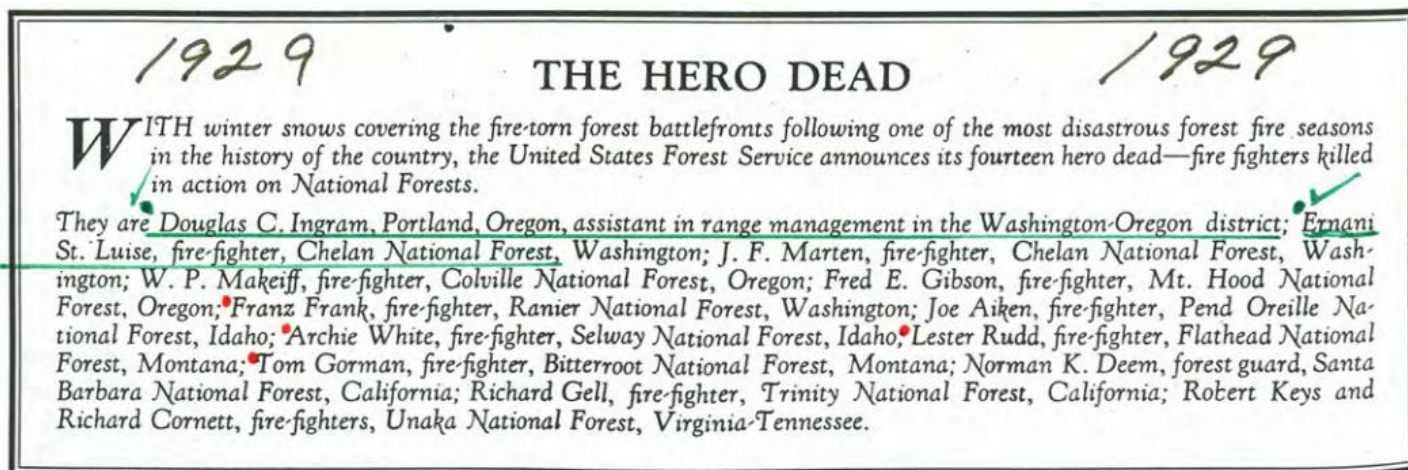 1929 1929
THE HERO DEAD
WITH winter snows covering the fire-torn forest battlefronts following one of the most disastrous forest fire seasons
in the history of the country, the United States Forest Service announces its fourteen hero dead—fire fighters killed
in action on National Forests.
They are Douglas C. Ingram, Portland, Oregon, assistant in range management in the Washington-Oregon district; Ernani
St. Luise, fire-fighter, Chelan National Forest, Washington; J. F. Marten, fire-fighter, Chelan National Forest, Wash-
ington; W. P. Makeiff, fire-fighter, Colville National Forest, Oregon; Fred E. Gibson, fire-fighter, Mt. Hood National
Forest, Oregon; Franz Frank, fire-fighter, Ranier National Forest, Washington; Joe Aiken, fire-fighter, Pend Oreille Na-
tional Forest, Idaho; Archie White, fire-fighter, Selway National Forest, Idaho; Lester Rudd, fire-fighter, Flathead National
Forest, Montana; Tom Gorman, fire-fighter, Bitterroot National Forest, Montana; Norman K. Deem, forest guard, Santa
Barbara National Forest, California; Richard Gell, fire-fighter, Trinity National Forest, California; Robert Keys and
Richard Cornett, fire-fighters, Unaka National Forest, Virginia-Tennessee.